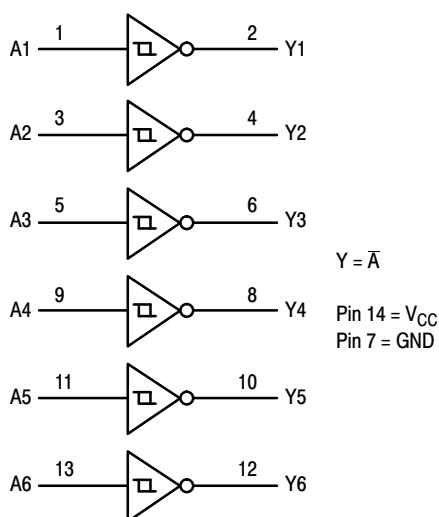 A1 1 2 Y1
A2 3 4 Y2
A3 5 6 Y3
Y = A̅
A4 9 8 Y4
Pin 14 = VCC
Pin 7 = GND
A5 11 10 Y5
A6 13 12 Y6